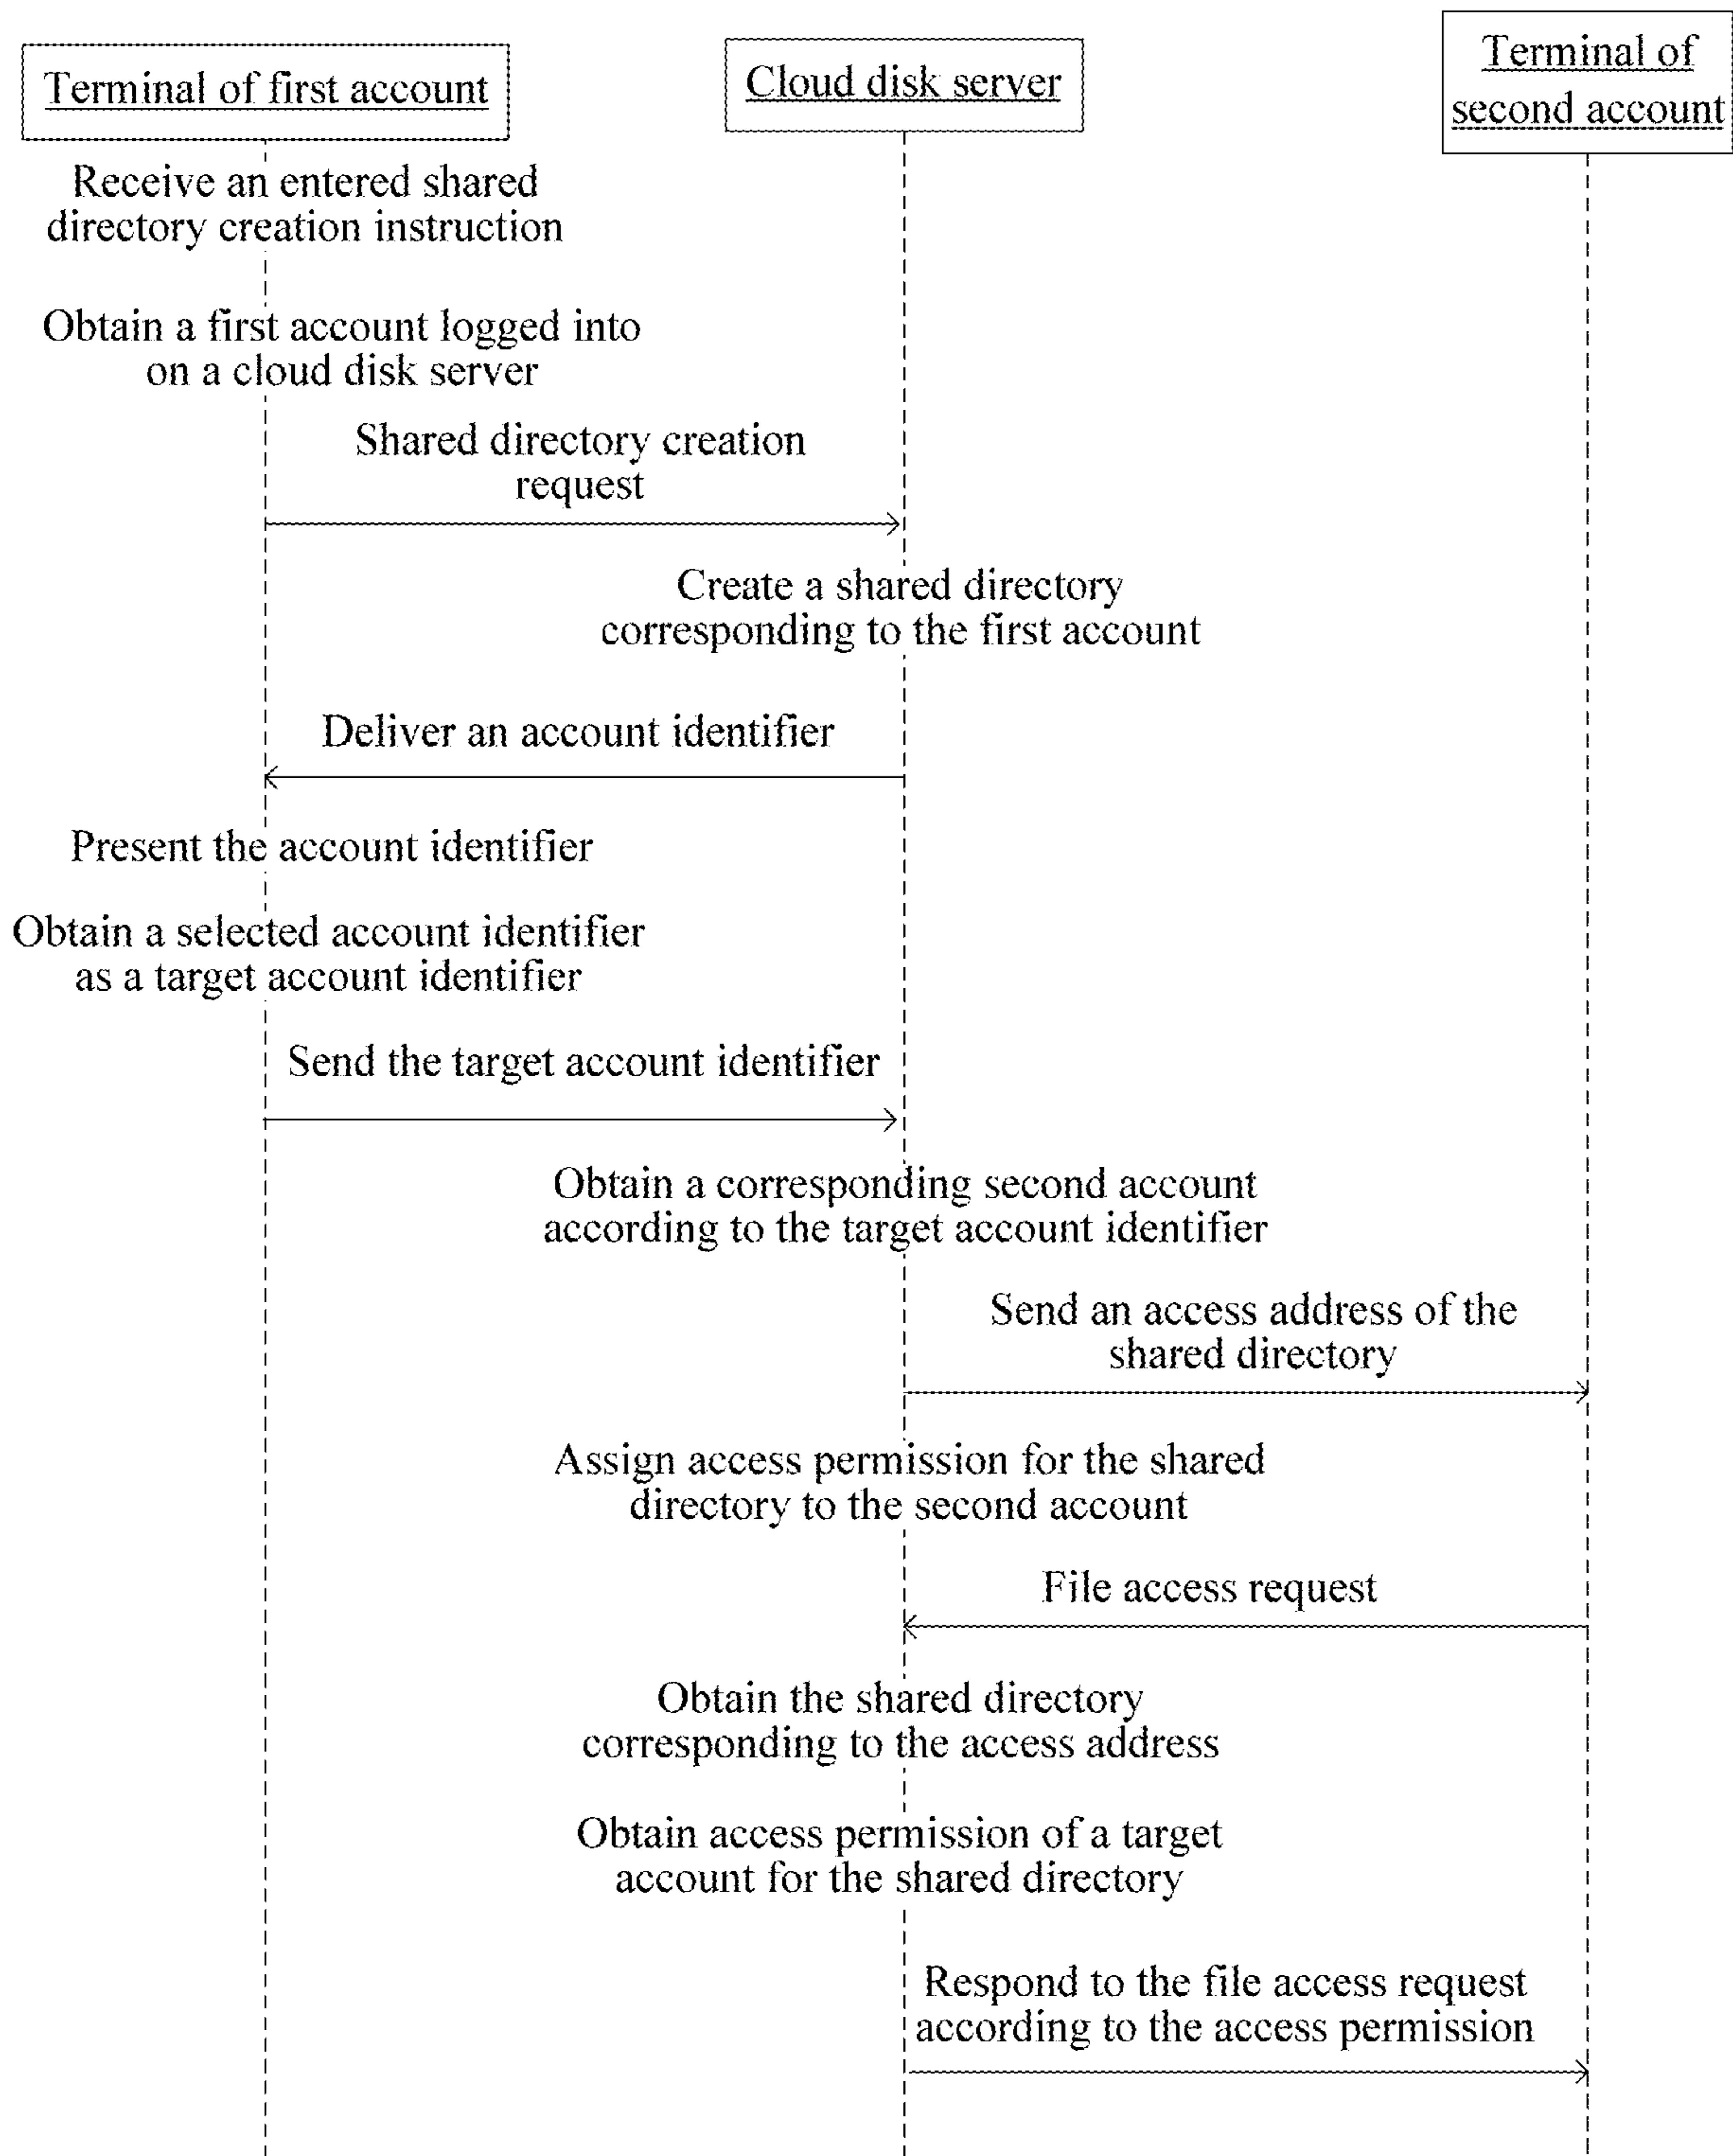 Terminal of first account
Cloud disk server
Terminal of
second account
Receive an entered shared
directory creation instruction
Obtain a first account logged into
on a cloud disk server
Shared directory creation
request
Create a shared directory
corresponding to the first account
Deliver an account identifier
Present the account identifier
Obtain a selected account identifier
as a target account identifier
Send the target account identifier
Obtain a corresponding second account
according to the target account identifier
Send an access address of the
shared directory
Assign access permission for the shared
directory to the second account
File access request
Obtain the shared directory
corresponding to the access address
Obtain access permission of a target
account for the shared directory
Respond to the file access request
according to the access permission